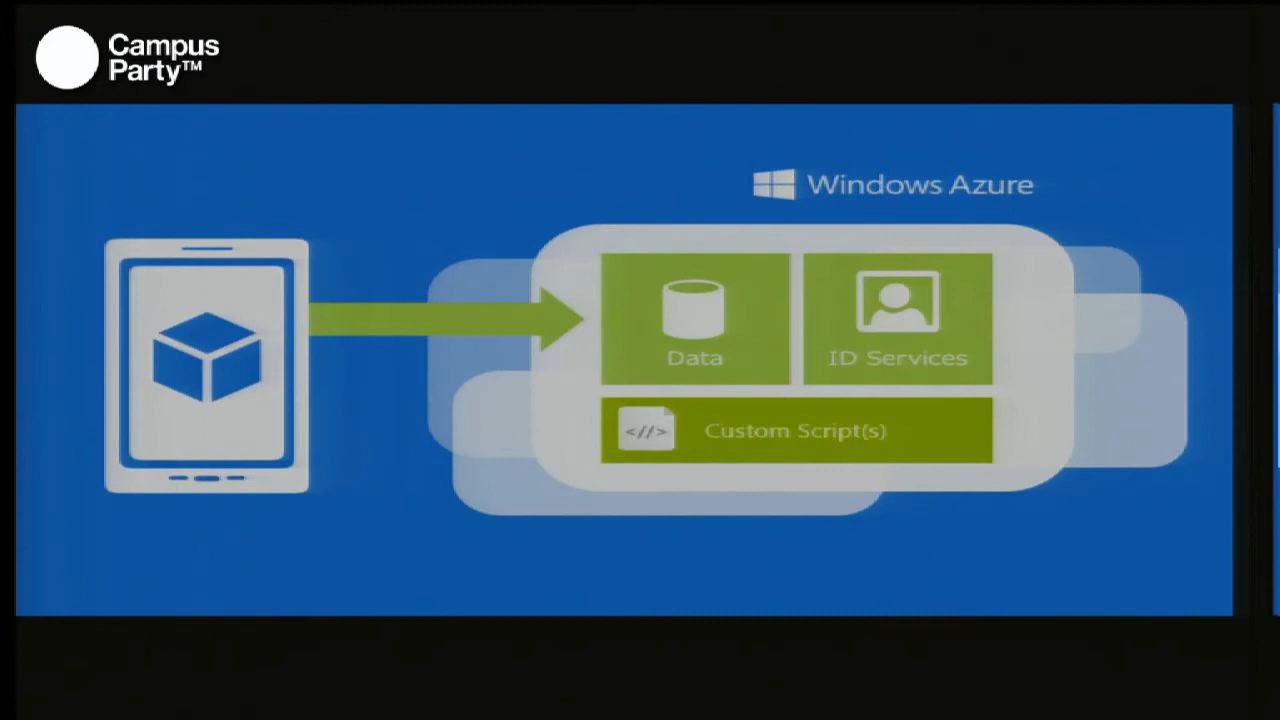 Campus
Party™
Windows Azure
Data
ID Services
</> Custom Script(s)